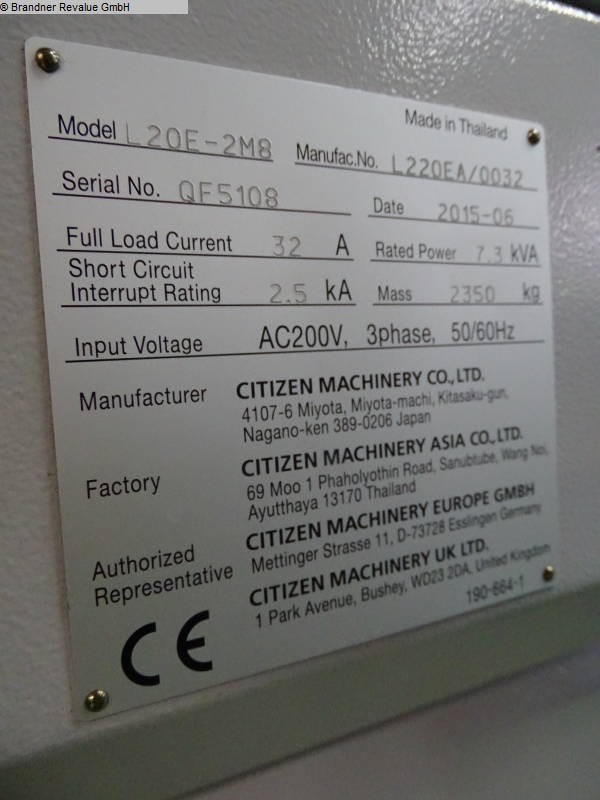 © Brandner Revalue GmbH
Made in Thailand
Model L20E-2M8 Manufac.No. L220EA/0032
Serial No. QF5108 Date 2015-06
Full Load Current 32 A Rated Power 7.3 kVA
Short Circuit
Interrupt Rating 2.5 kA Mass 2350 kg
Input Voltage AC200V, 3phase, 50/60Hz
Manufacturer CITIZEN MACHINERY CO., LTD.
4107-6 Miyota, Miyota-machi, Kitasaku-gun,
Nagano-ken 389-0206 Japan
Factory CITIZEN MACHINERY ASIA CO., LTD.
69 Moo 1 Phaholyothin Road, Sanubtube, Wang Noi,
Ayutthaya 13170 Thailand
Authorized
Representative
CITIZEN MACHINERY EUROPE GMBH
Mettinger Strasse 11, D-73728 Esslingen Germany
CITIZEN MACHINERY UK LTD.
1 Park Avenue, Bushey, WD23 2DA, United Kingdom
190-664-1
CE